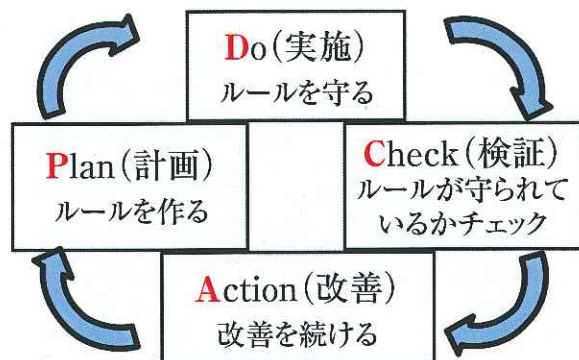 Do(実施)
ルールを守る
Plan(計画)
ルールを作る
Check(検証)
ルールが守られて
いるかチェック
Action(改善)
改善を続ける